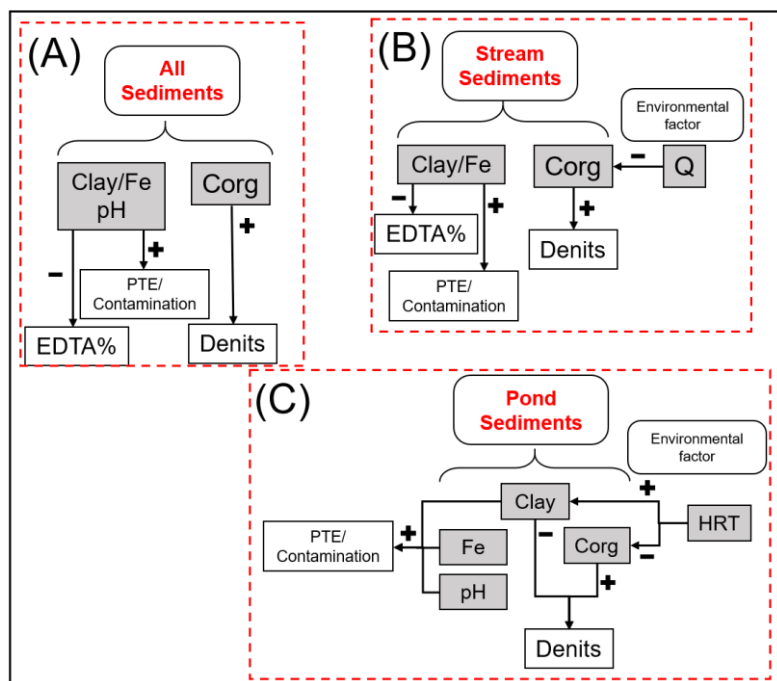 (A)
All
Sediments
Clay/Fe
pH
Corg
-
+
+
PTE/
Contamination
EDTA%
Denits
(B)
Stream
Sediments
Environmental
factor
Clay/Fe
Corg
-
Q
-
+
+
EDTA%
Denits
PTE/
Contamination
(C)
Pond
Sediments
Environmental
factor
Clay
+
HRT
PTE/
Contamination
+
Fe
-
Corg
-
pH
+
Denits